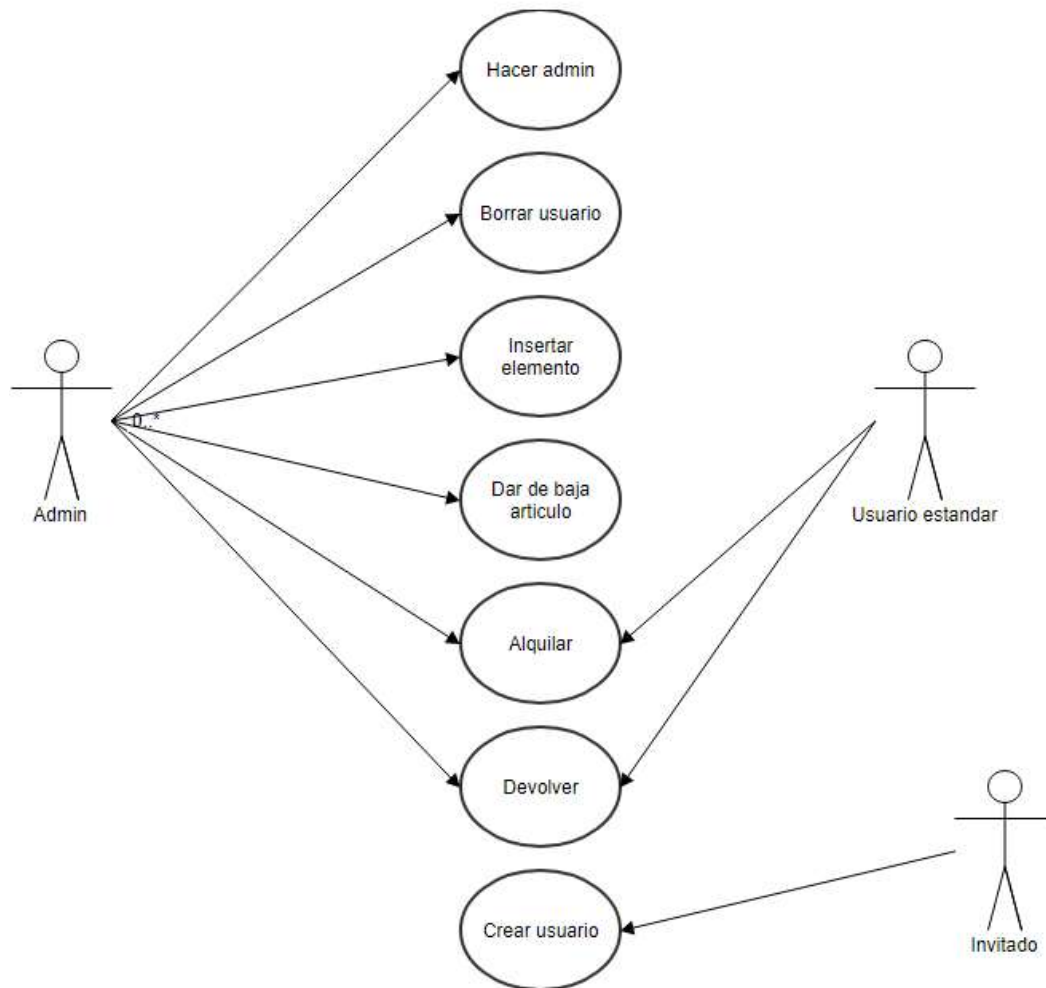 Hacer admin
Borrar usuario
Insertar
elemento
0..*
Dar de baja
articulo
Admin
Usuario estandar
Alquilar
Devolver
Crear usuario
Invitado